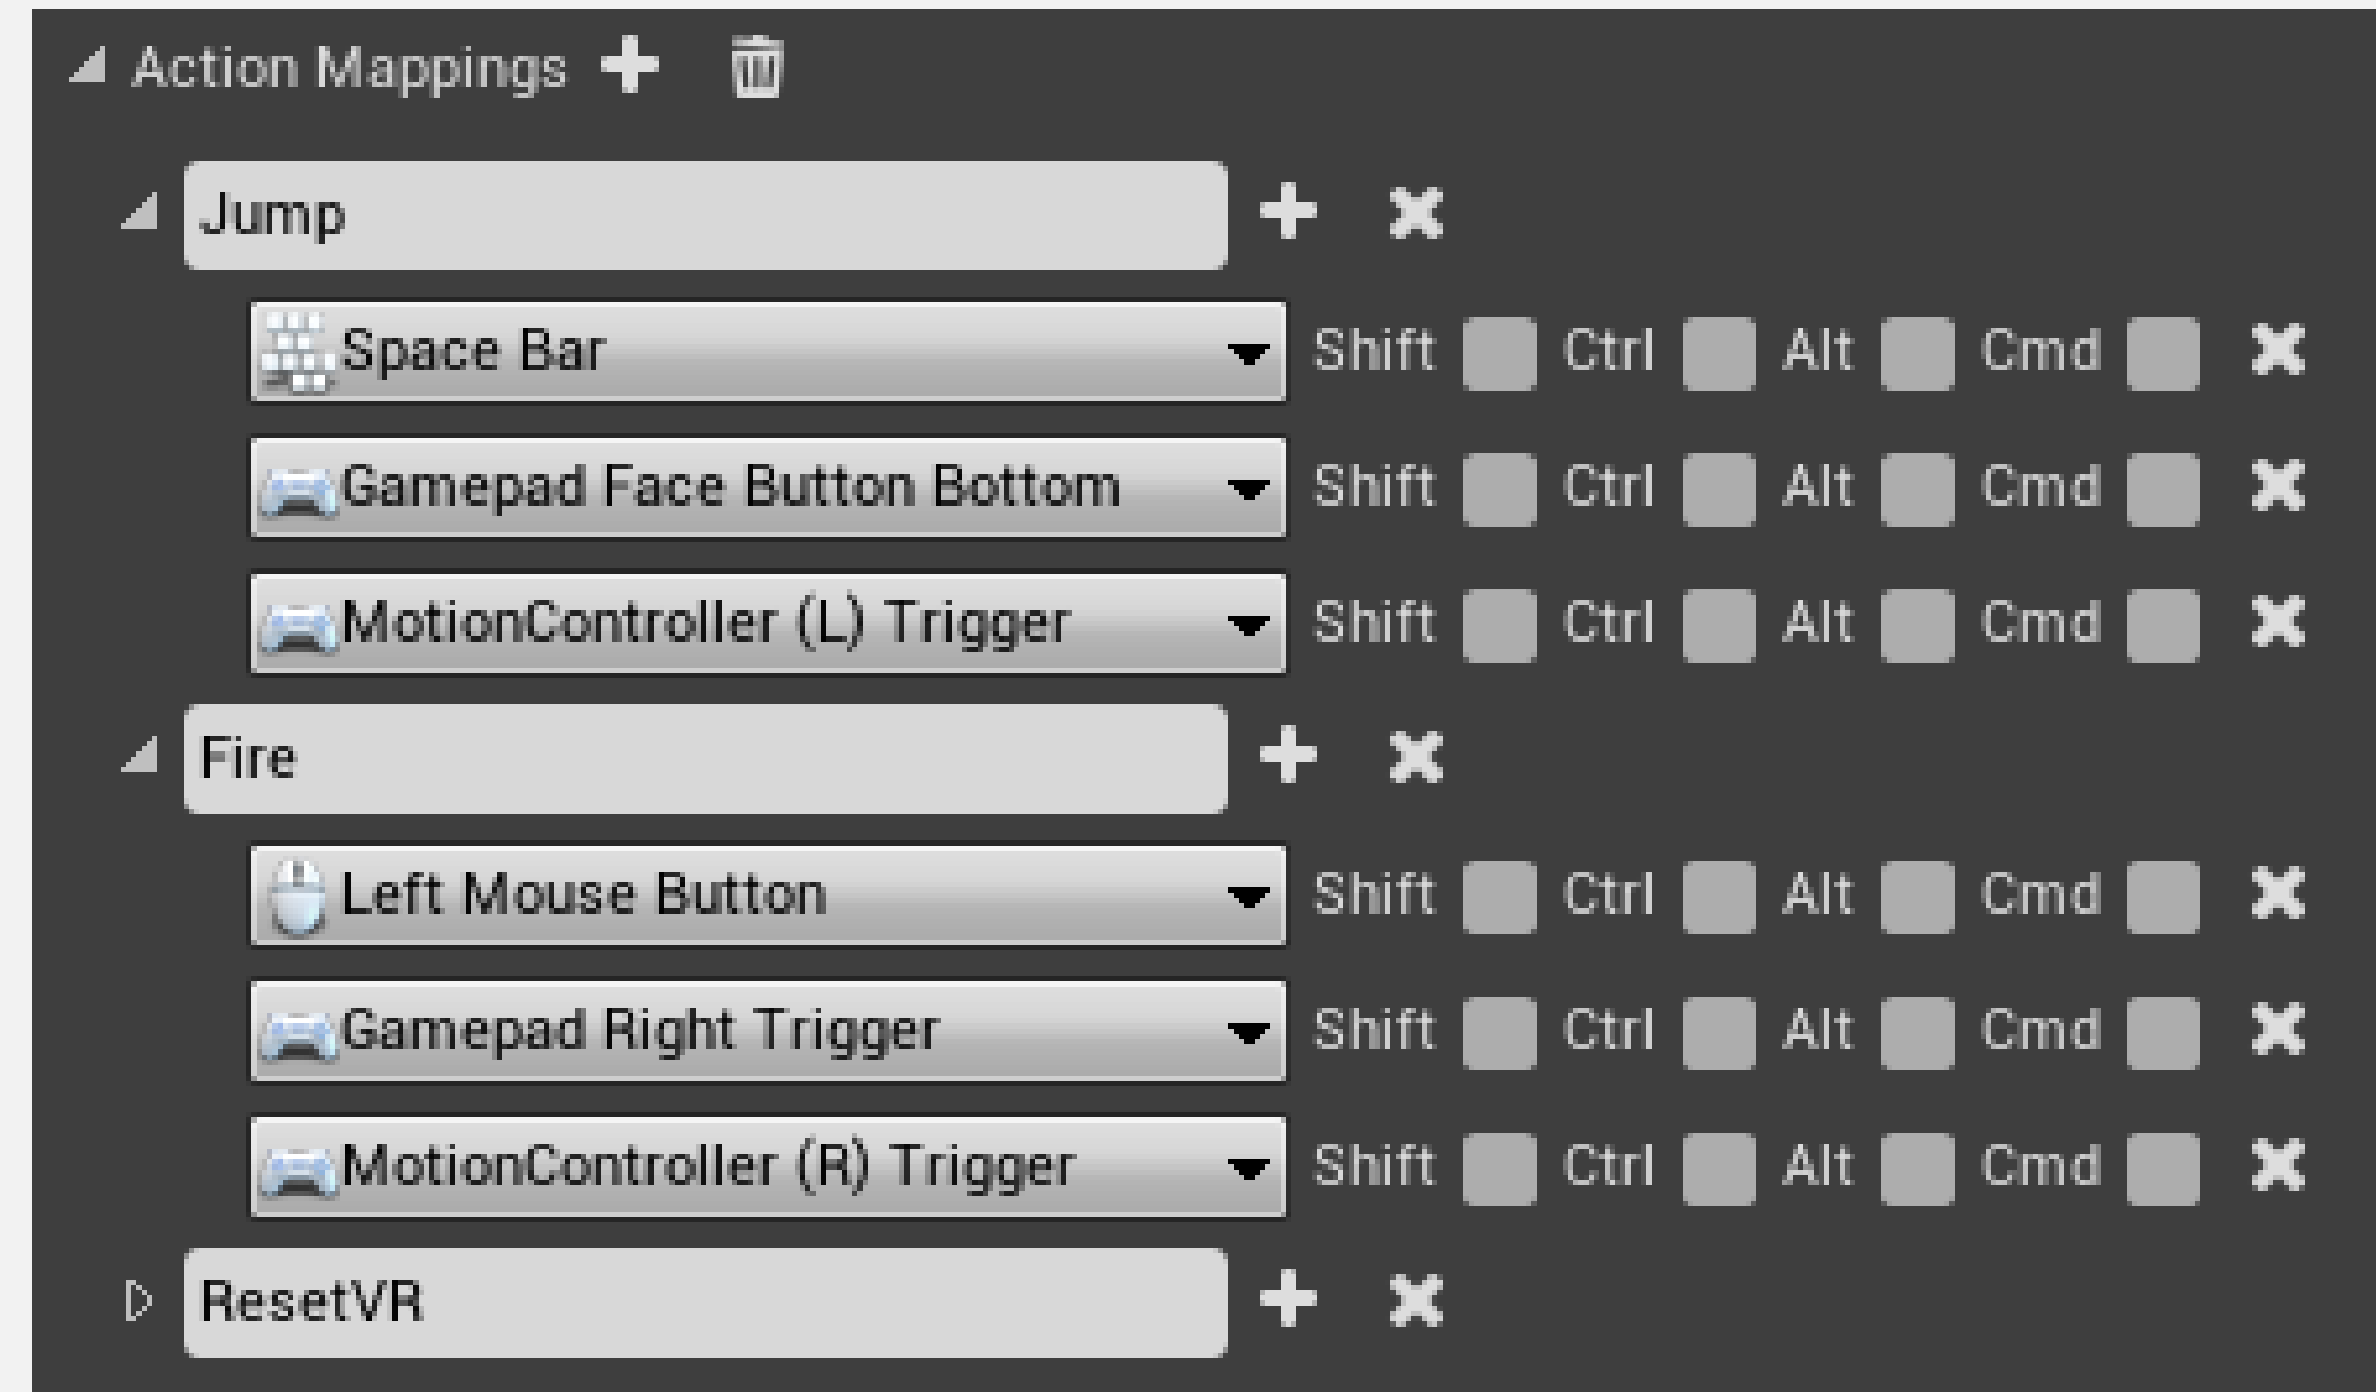 Action Mappings
Jump
Space Bar Shift Ctrl Alt Cmd
Gamepad Face Button Bottom Shift Ctrl Alt Cmd
MotionController (L) Trigger Shift Ctrl Alt Cmd
Fire
Left Mouse Button Shift Ctrl Alt Cmd
Gamepad Right Trigger Shift Ctrl Alt Cmd
MotionController (R) Trigger Shift Ctrl Alt Cmd
ResetVR